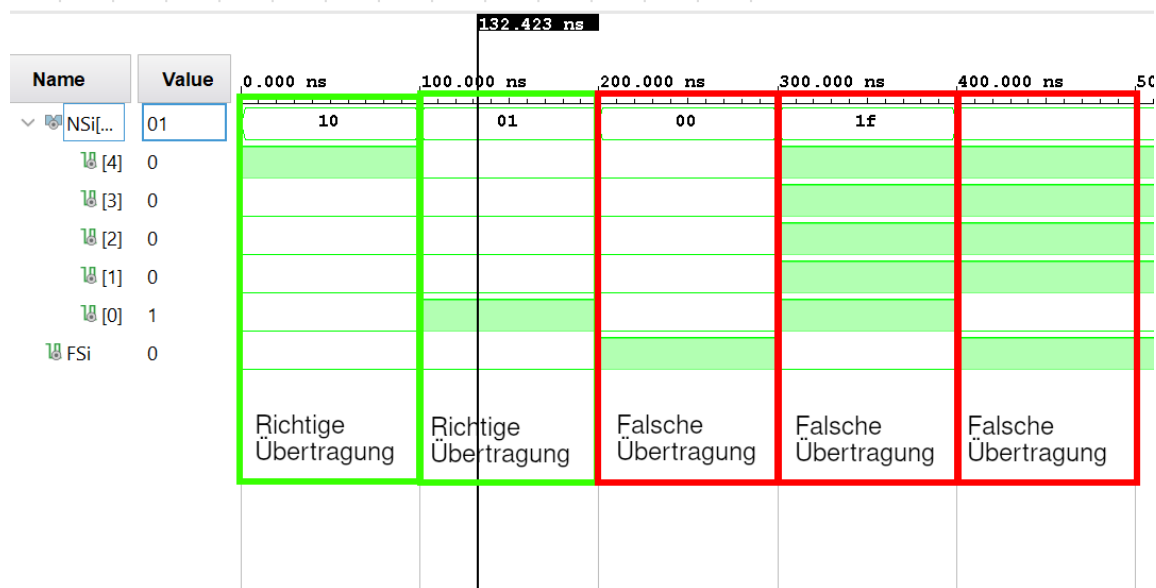 132.423 ns
Name Value 0.000 ns 100.000 ns 200.000 ns 300.000 ns 400.000 ns 50
NSi[... 01 10 01 00 1f
[4] 0
[3] 0
[2] 0
[1] 0
[0] 1
FSi 0
Richtige
Übertragung
Richtige
Übertragung
Falsche
Übertragung
Falsche
Übertragung
Falsche
Übertragung